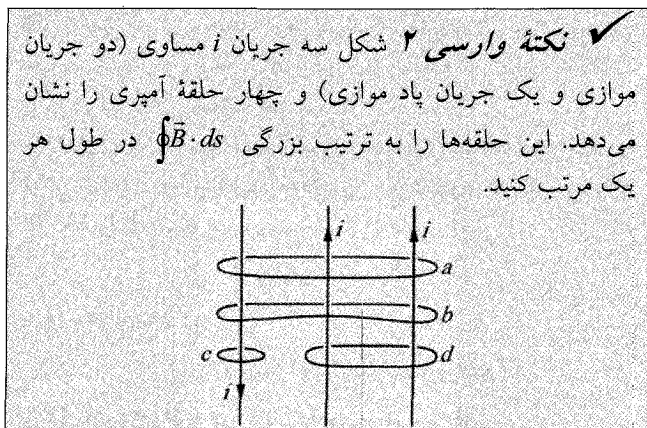 ✓ نکتهٔ وارسی ۲ شکل سه جریان i مساوی (دو جریان
موازی و یک جریان پاد موازی) و چهار حلقهٔ آمپری را نشان
می‌دهد. این حلقه‌ها را به ترتیب بزرگی ∮B⃗·ds در طول هر
یک مرتب کنید.
i i
a
b
c d
i